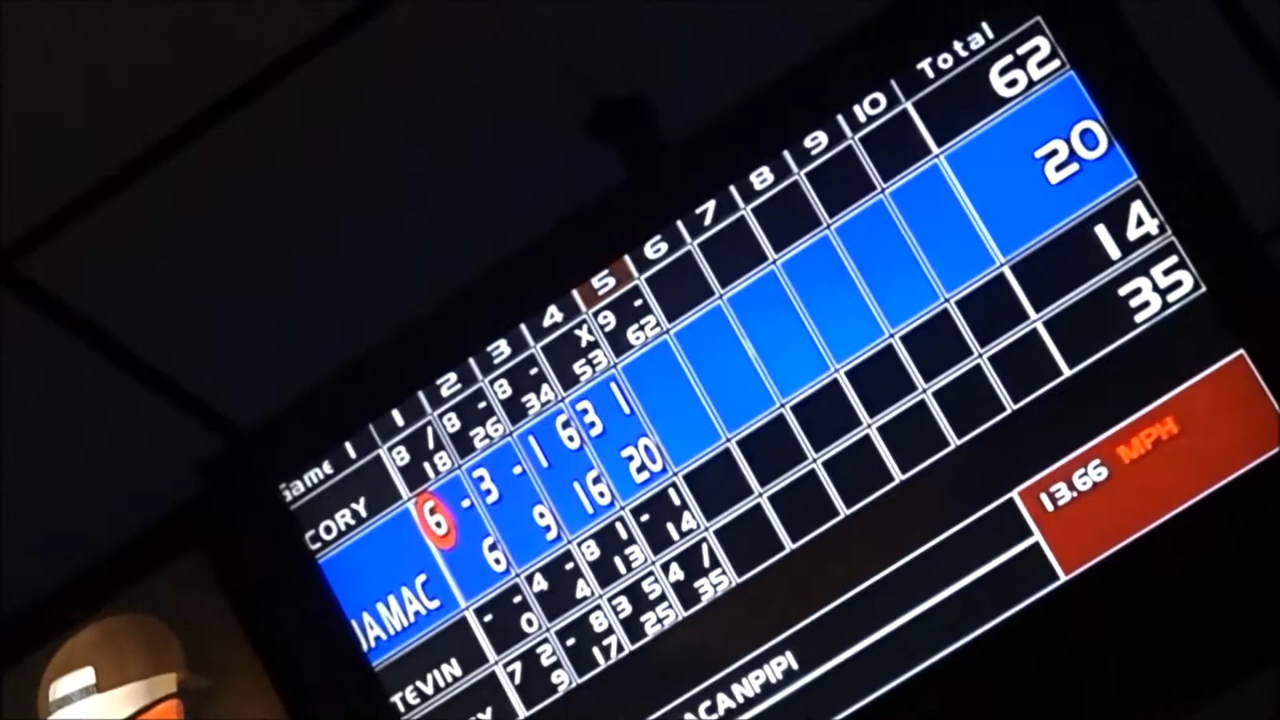 Game 1 1 2 3 4 5 6 7 8 9 10 Total
CORY 8 / 8 - 8 - X 9 - 62
18 26 34 53 62
IAMAC 6 - 3 - 1 6 3 1 20
6 9 16 20
TEVIN - - 4 - 8 1 - 1 14
0 4 13 14
Y 7 2 - 8 3 5 4 / 35
9 17 25 35
13.66 MPH
ACANPIPI